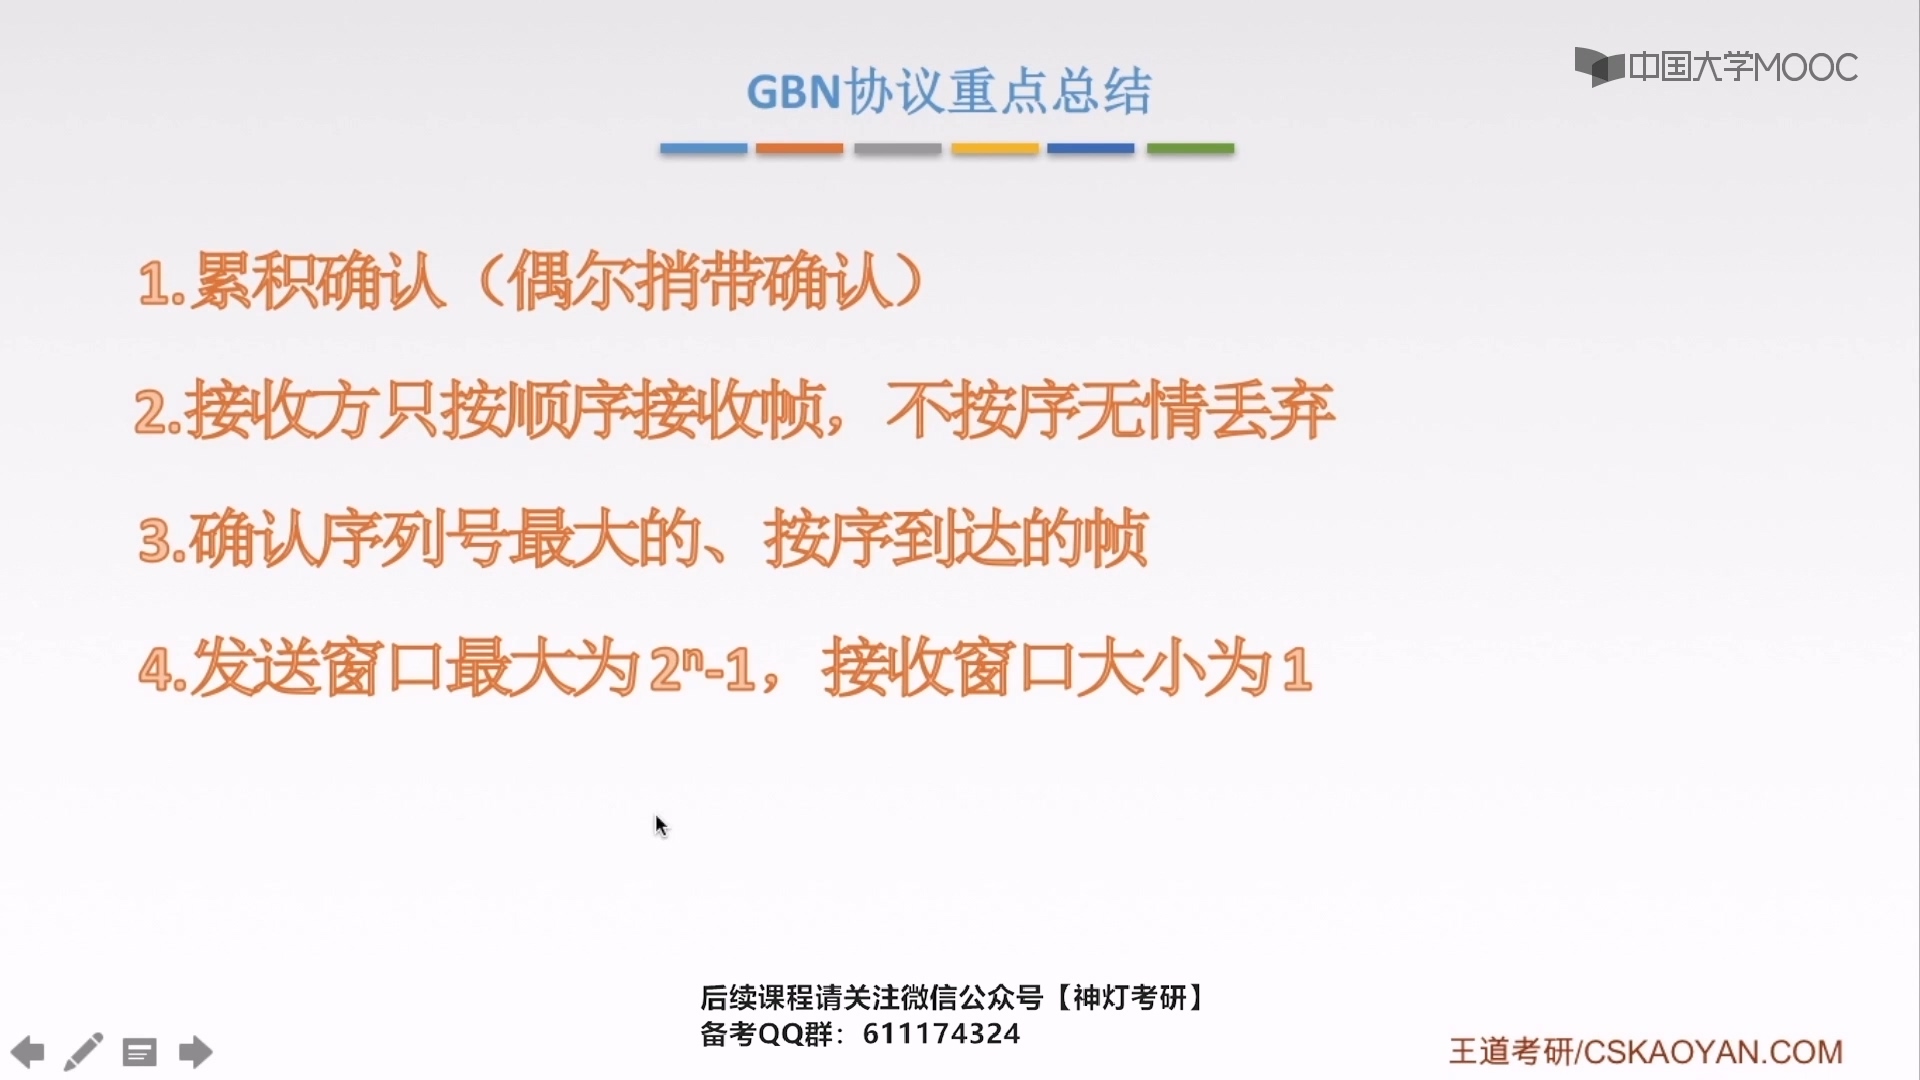 中国大学MOOC
GBN协议重点总结
1.累积确认（偶尔捎带确认）
2.接收方只按顺序接收帧，不按序无情丢弃
3.确认序列号最大的、按序到达的帧
4.发送窗口最大为2ⁿ-1，接收窗口大小为1
后续课程请关注微信公众号【神灯考研】
备考QQ群：611174324
王道考研/CSKAOYAN.COM